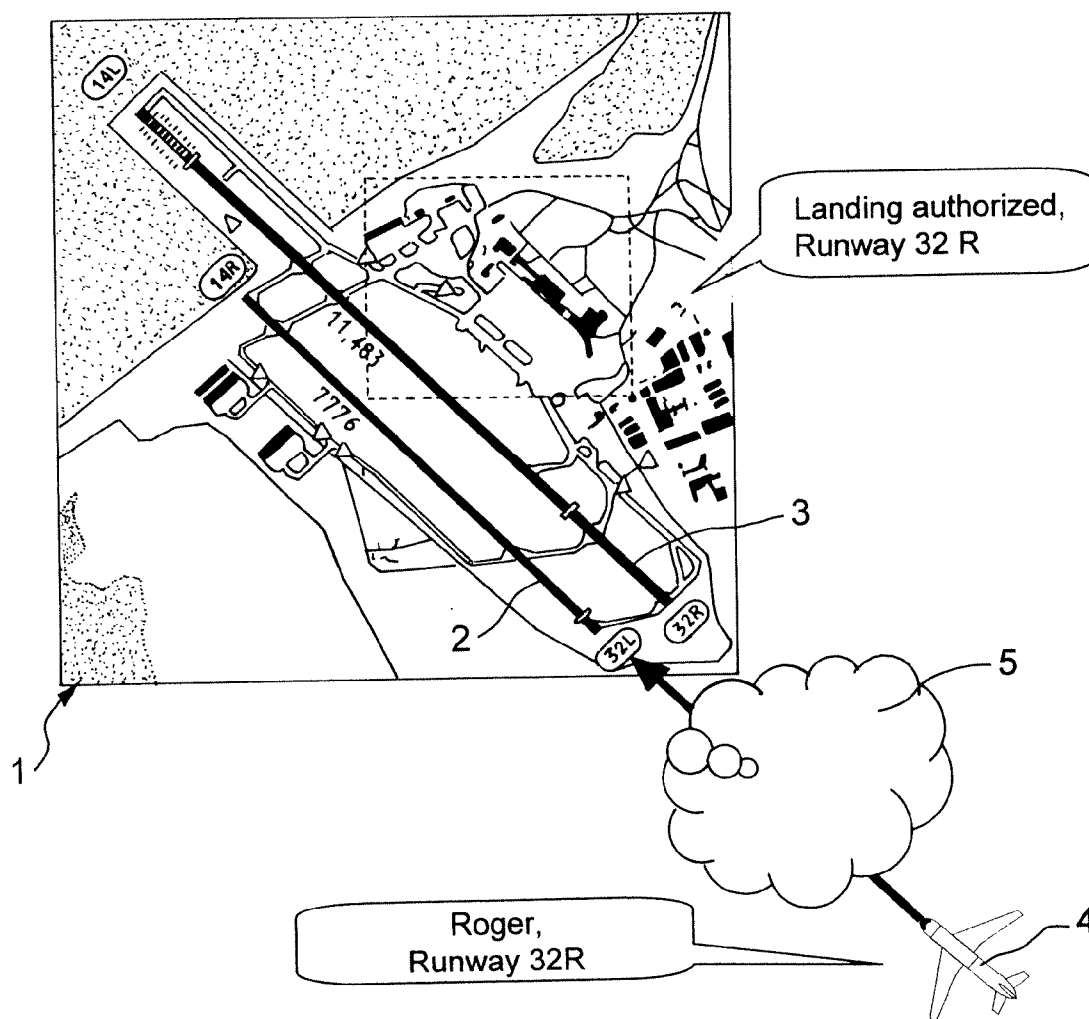 14L
Landing authorized,
Runway 32 R
14R
11.483
7776
3
2
32R
32L
5
1
4
Roger,
Runway 32R